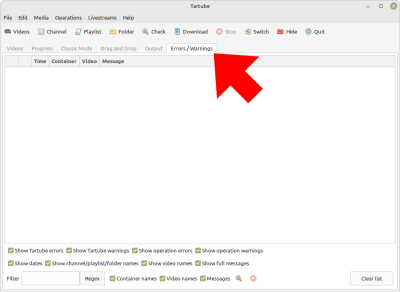 Tartube
File Edit Media Operations Livestreams Help
Videos Channel Playlist Folder Check Download Stop Switch Hide Quit
Videos Progress Classic Mode Drag and Drop Output Errors / Warnings
Time Container Video Message
Show Tartube errors Show Tartube warnings Show operation errors Show operation warnings
Show dates Show channel/playlist/folder names Show video names Show full messages
Filter Regex Container names Video names Messages Clear list